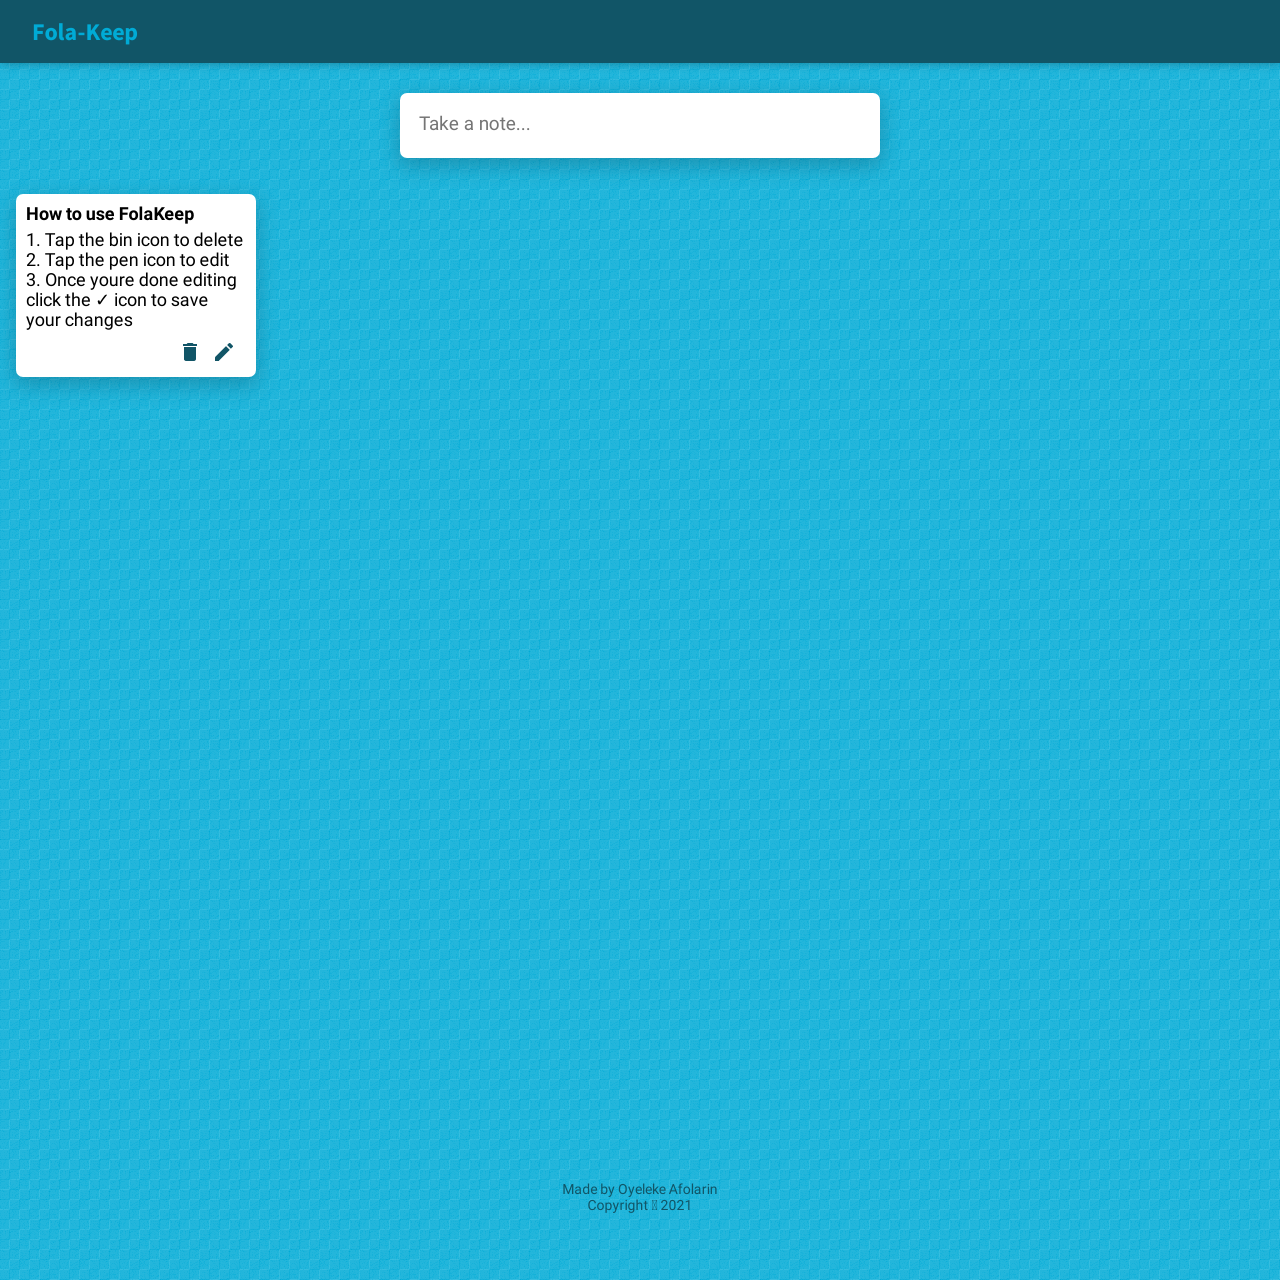 Fola-Keep
Take a note...
How to use FolaKeep
1. Tap the bin icon to delete
2. Tap the pen icon to edit
3. Once youre done editing
click the ✓ icon to save
your changes
Made by Oyeleke Afolarin
Copyright 2021